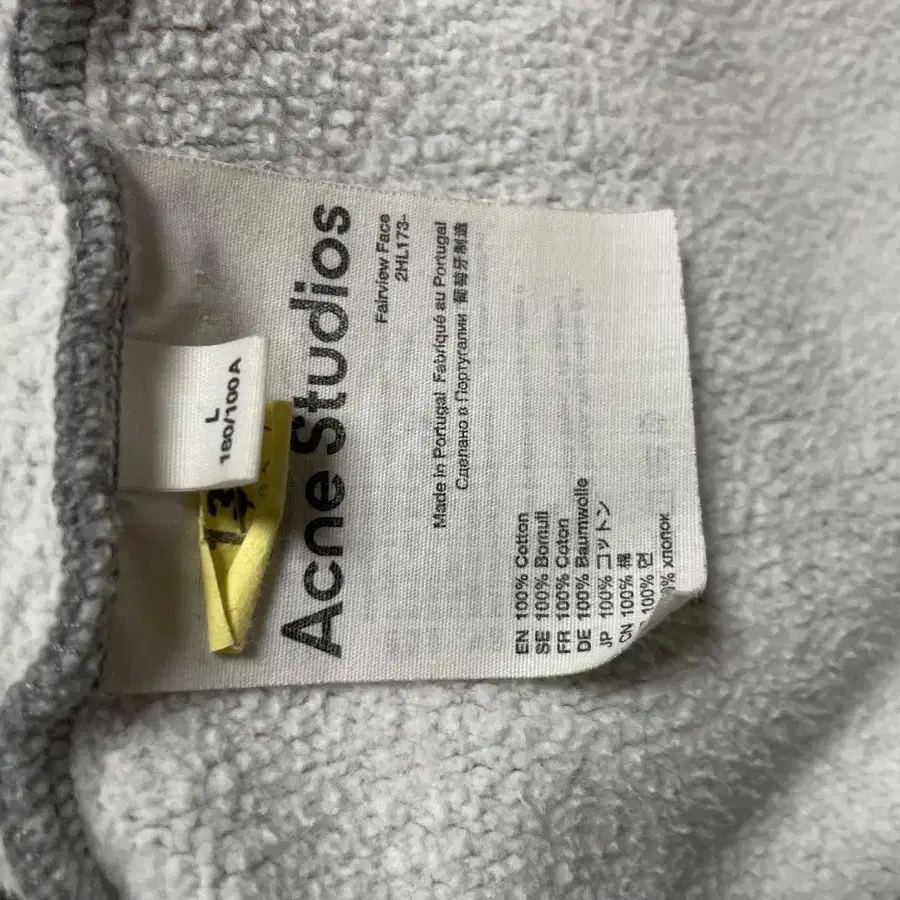 Acne Studios
Fairview Face
2HL173-
Made in Portugal Fabriqué au Portugal
Сделано в Португалии 葡萄牙制造
EN 100% Cotton
SE 100% Bomull
FR 100% Coton
DE 100% Baumwolle
JP 100% コットン
CN 100% 棉
100% 면
% хлопок
L
180/100A
3